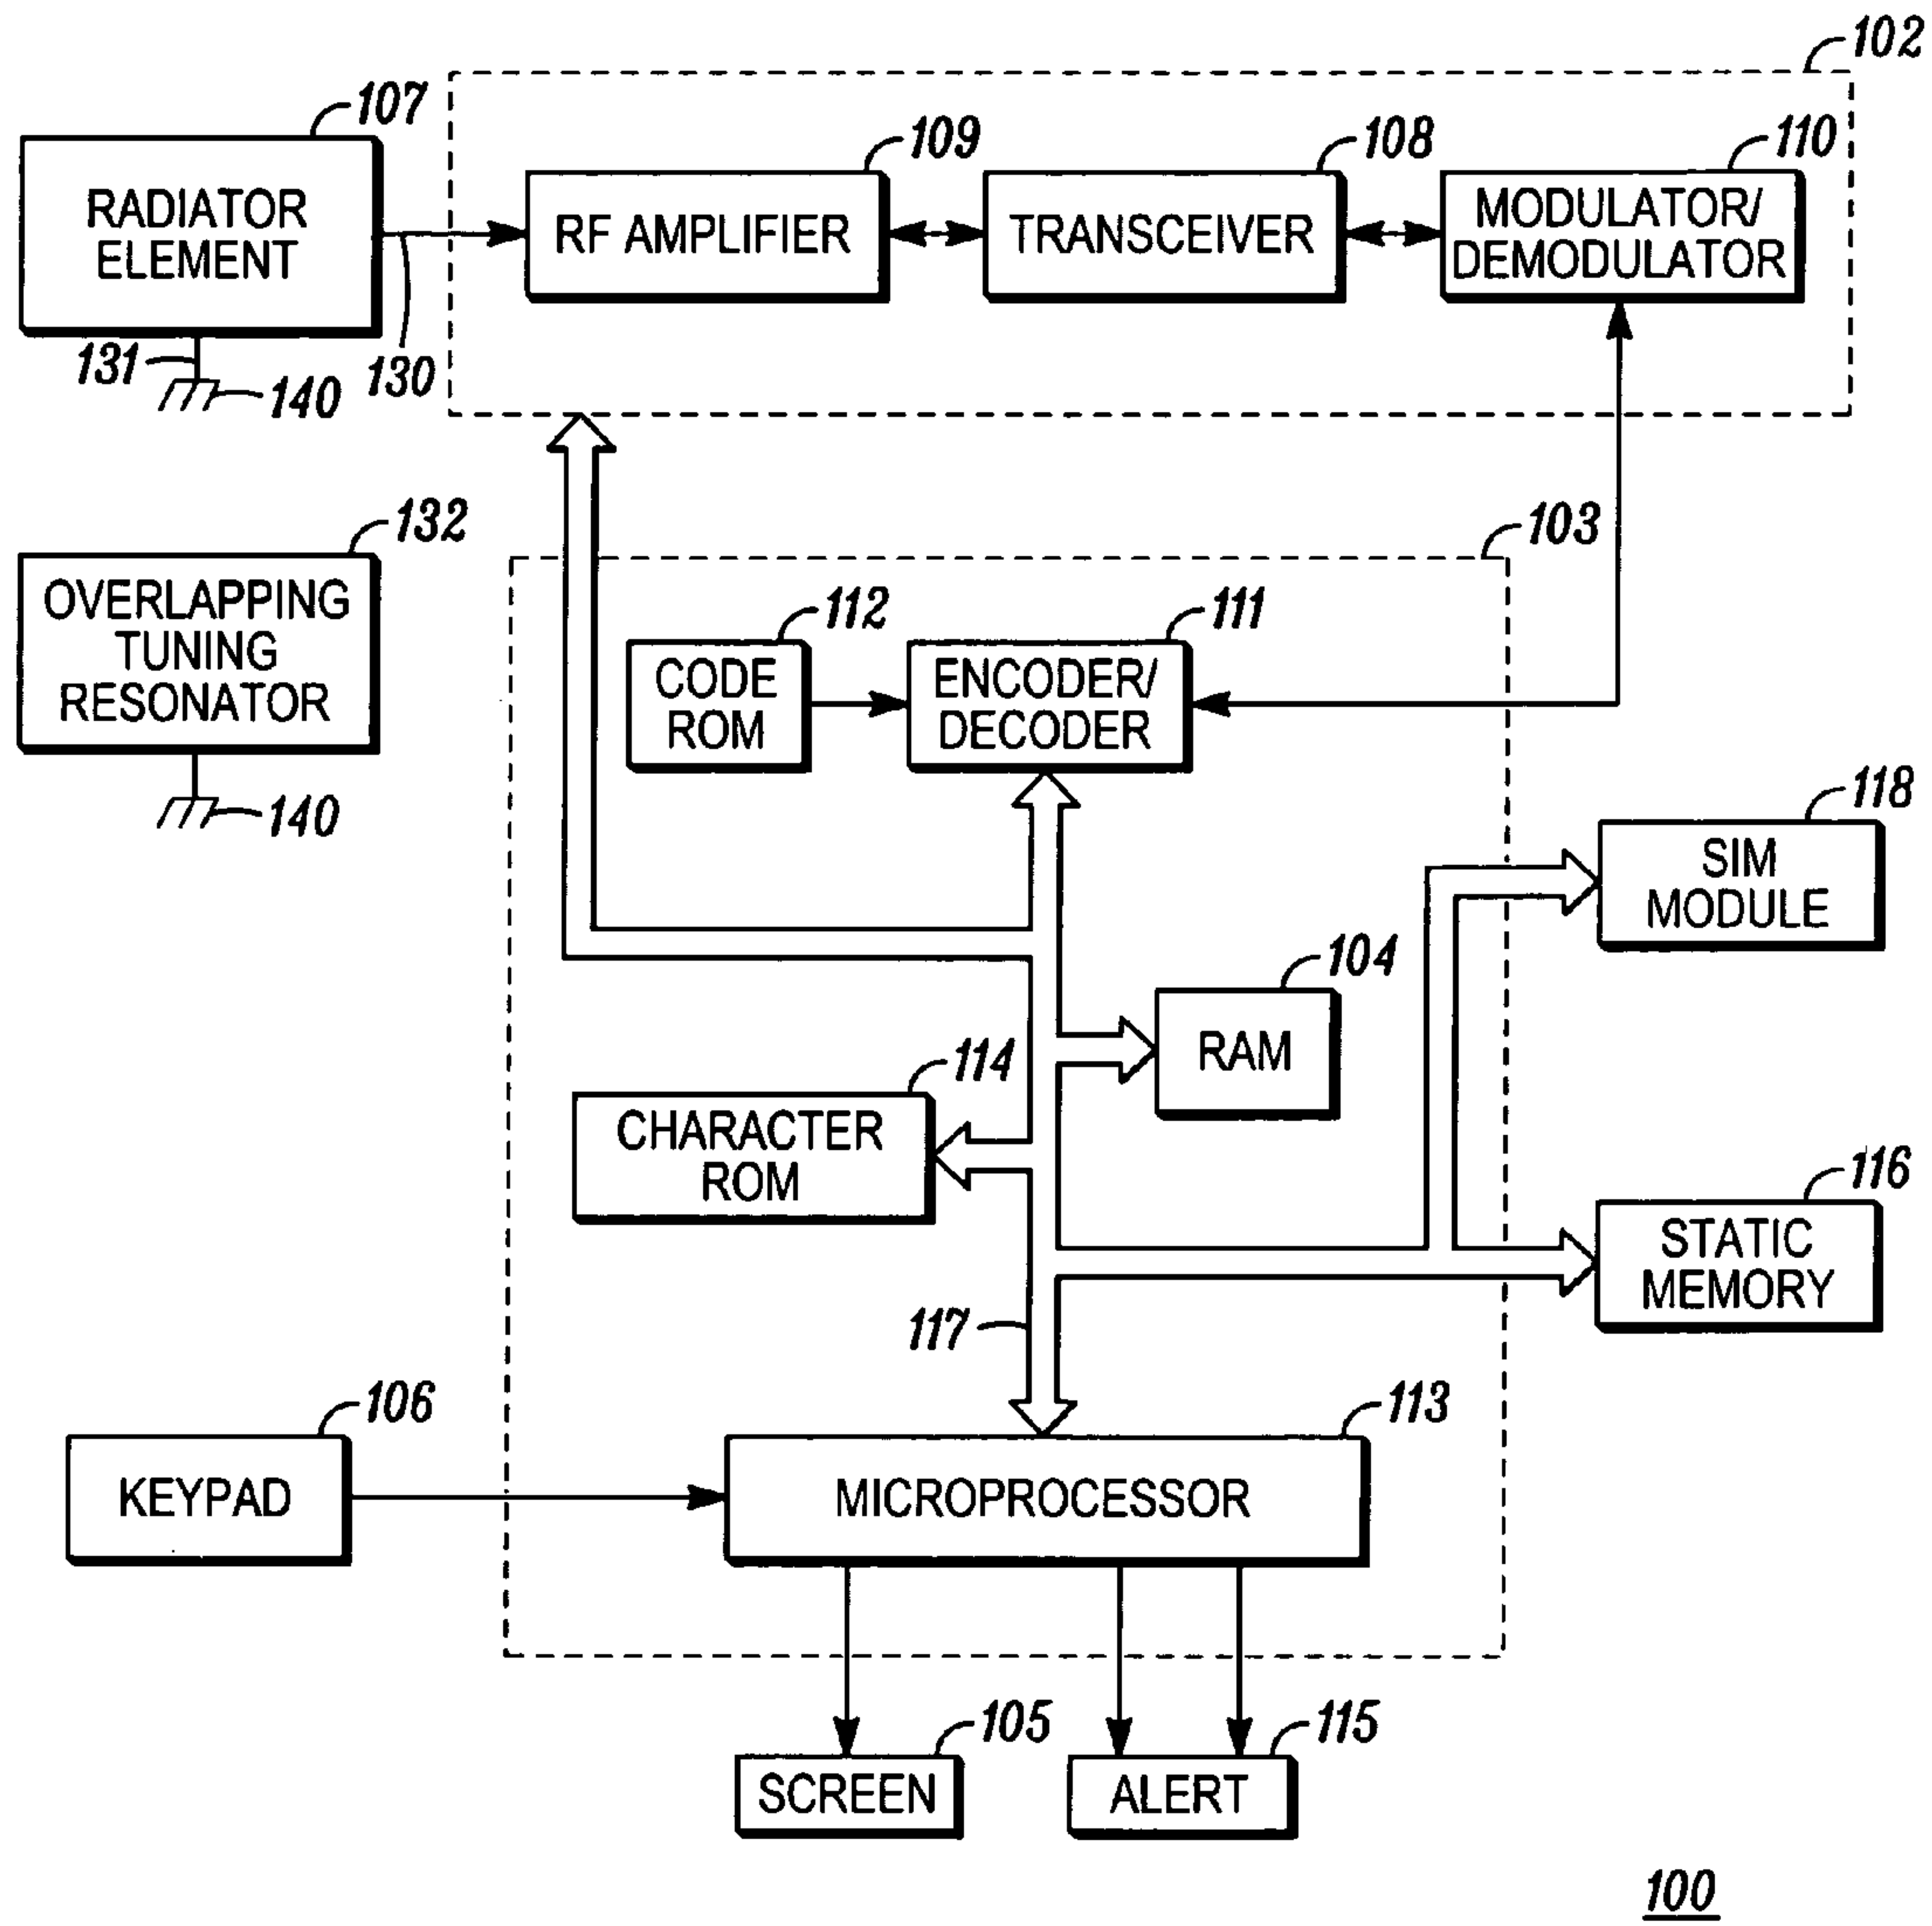 102
107
109
108
110
RADIATOR
ELEMENT
RF AMPLIFIER
TRANSCEIVER
MODULATOR/
DEMODULATOR
131
130
140
132
103
OVERLAPPING
TUNING
RESONATOR
112
111
CODE
ROM
ENCODER/
DECODER
140
118
SIM
MODULE
104
RAM
114
CHARACTER
ROM
116
STATIC
MEMORY
117
106
113
KEYPAD
MICROPROCESSOR
105
115
SCREEN
ALERT
100